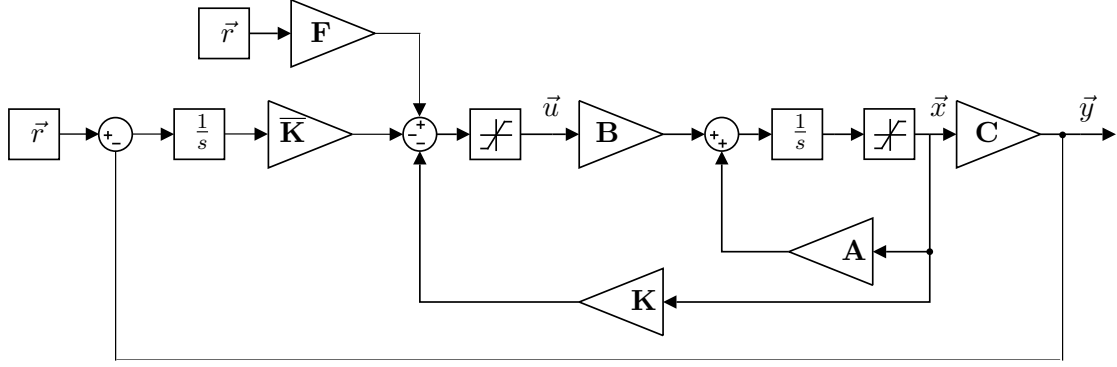 r⃗ F
r⃗ + − 1/s K̅ + − − u⃗ B + + 1/s x⃗ C y⃗
A
K